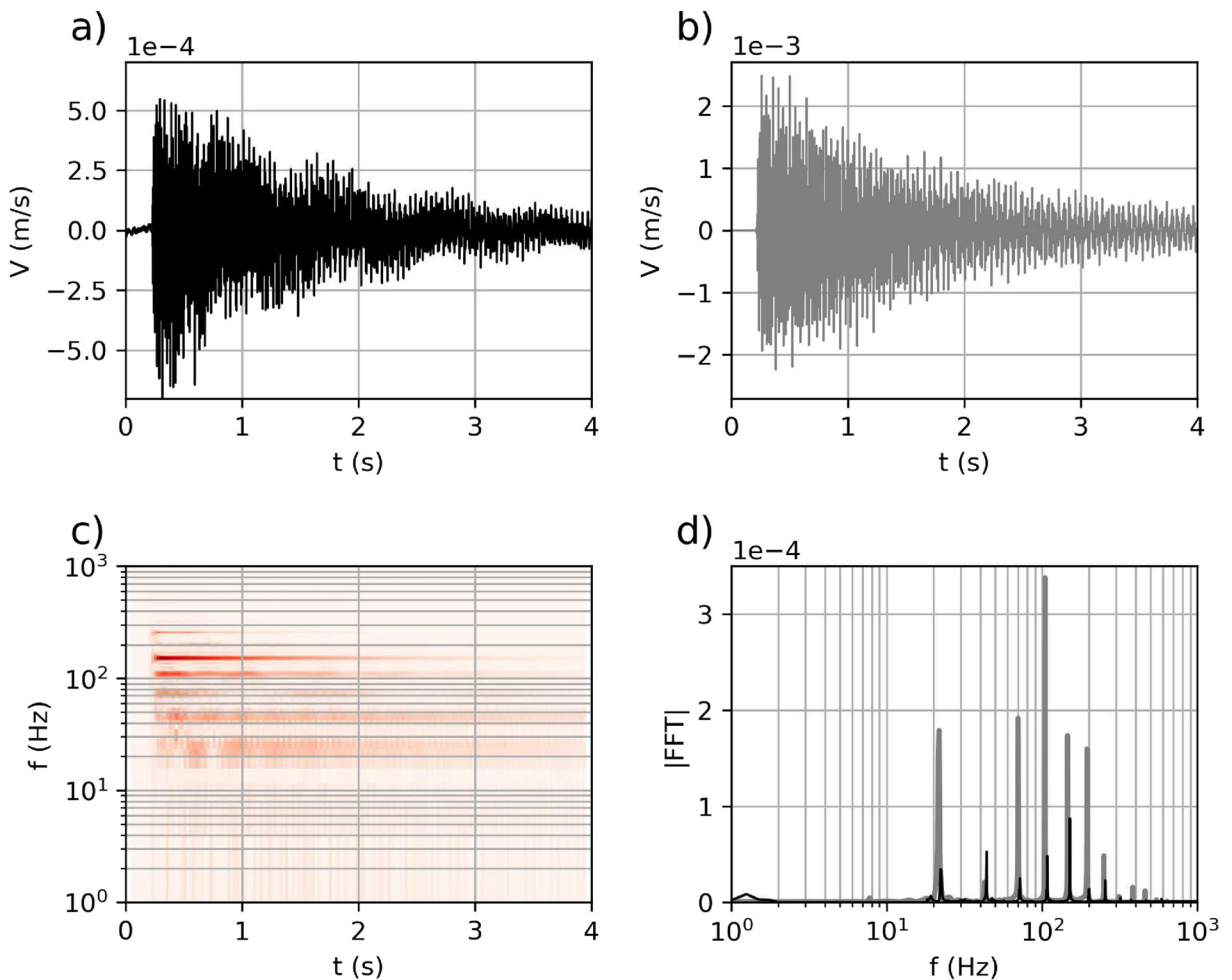 a)
1e−4
5.0
2.5
0.0
−2.5
−5.0
V (m/s)
0 1 2 3 4
t (s)
b)
1e−3
2
1
0
−1
−2
V (m/s)
0 1 2 3 4
t (s)
c)
10³
10²
10¹
10⁰
f (Hz)
0 1 2 3 4
t (s)
d)
1e−4
3
2
1
0
|FFT|
10⁰ 10¹ 10² 10³
f (Hz)